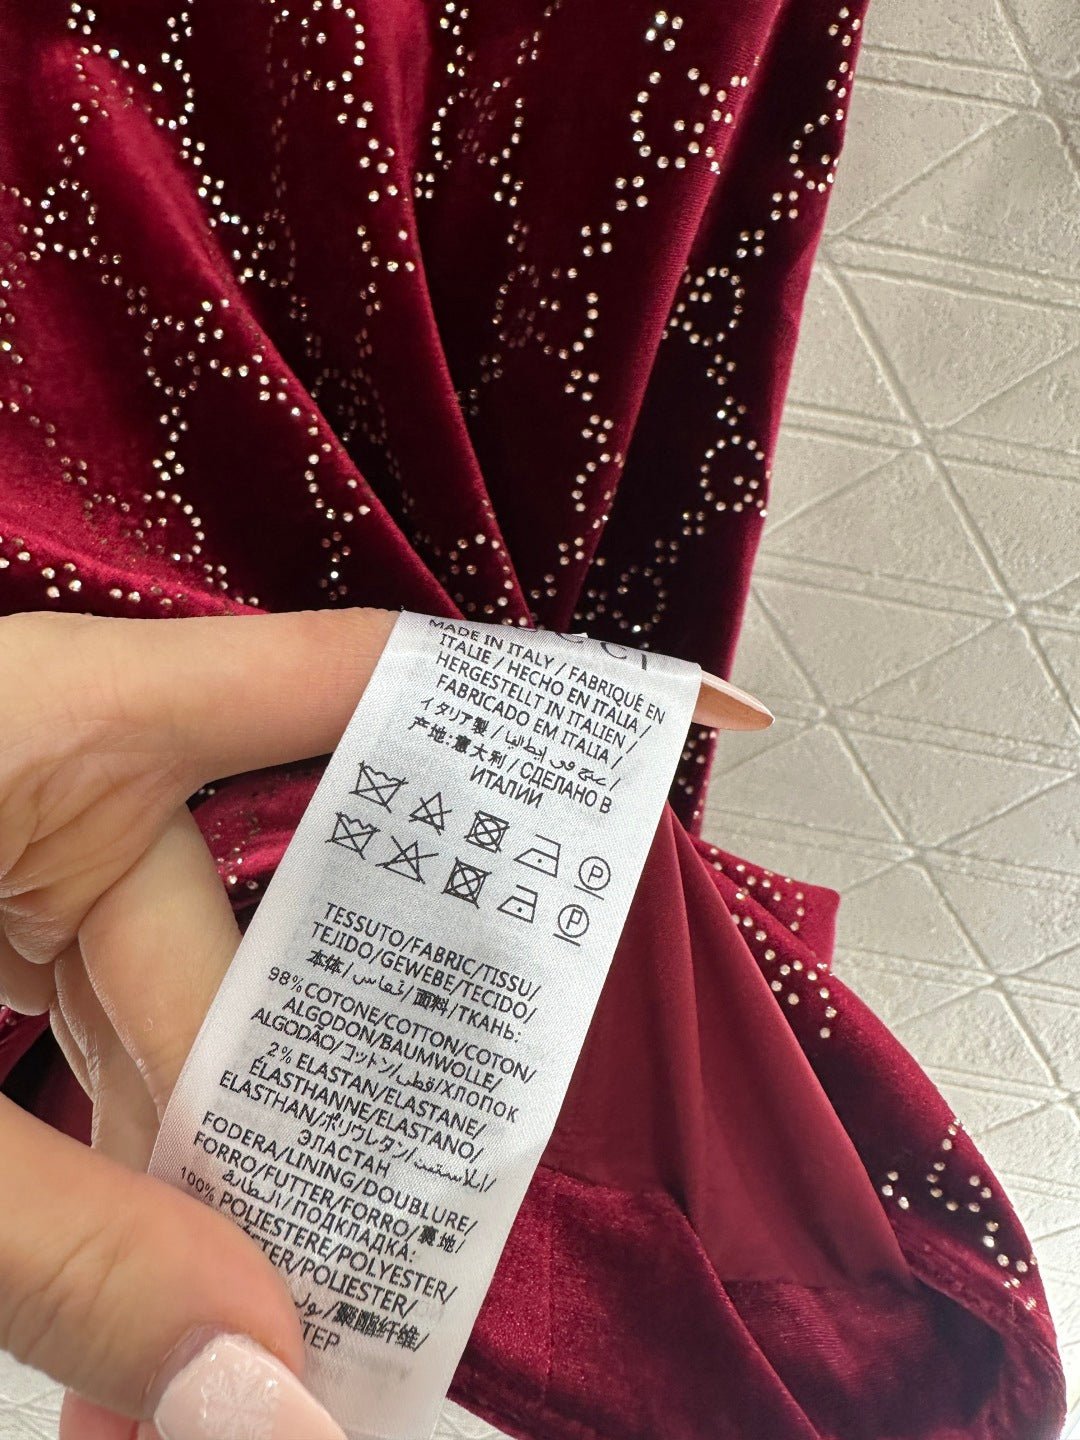 MADE IN ITALY / FABRIQUÉ EN
ITALIE / HECHO EN ITALIA /
HERGESTELLT IN ITALIEN /
FABRICADO EM ITALIA /
イタリア製 / صنع في إيطاليا /
产地:意大利 / СДЕЛАНО В
ИТАЛИИ
P
P
TESSUTO/FABRIC/TISSU/
TEJIDO/GEWEBE/TECIDO/
本体/قماش/面料/ТКАНЬ:
98% COTONE/COTTON/COTON/
ALGODON/BAUMWOLLE/
ALGODÃO/コットン/قطن/ХЛОПОК
2% ELASTAN/ELASTANE/
ÉLASTHANNE/ELASTANO/
ELASTHAN/ポリウレタン/إيلاستين/
ЭЛАСТАН
FODERA/LINING/DOUBLURE/
FORRO/FUTTER/FORRO/裏地/
البطانة/ПОДКЛАДКА:
100% POLIESTERE/POLYESTER/
TER/POLIESTER/
/聚酯纤维/
ТЕР